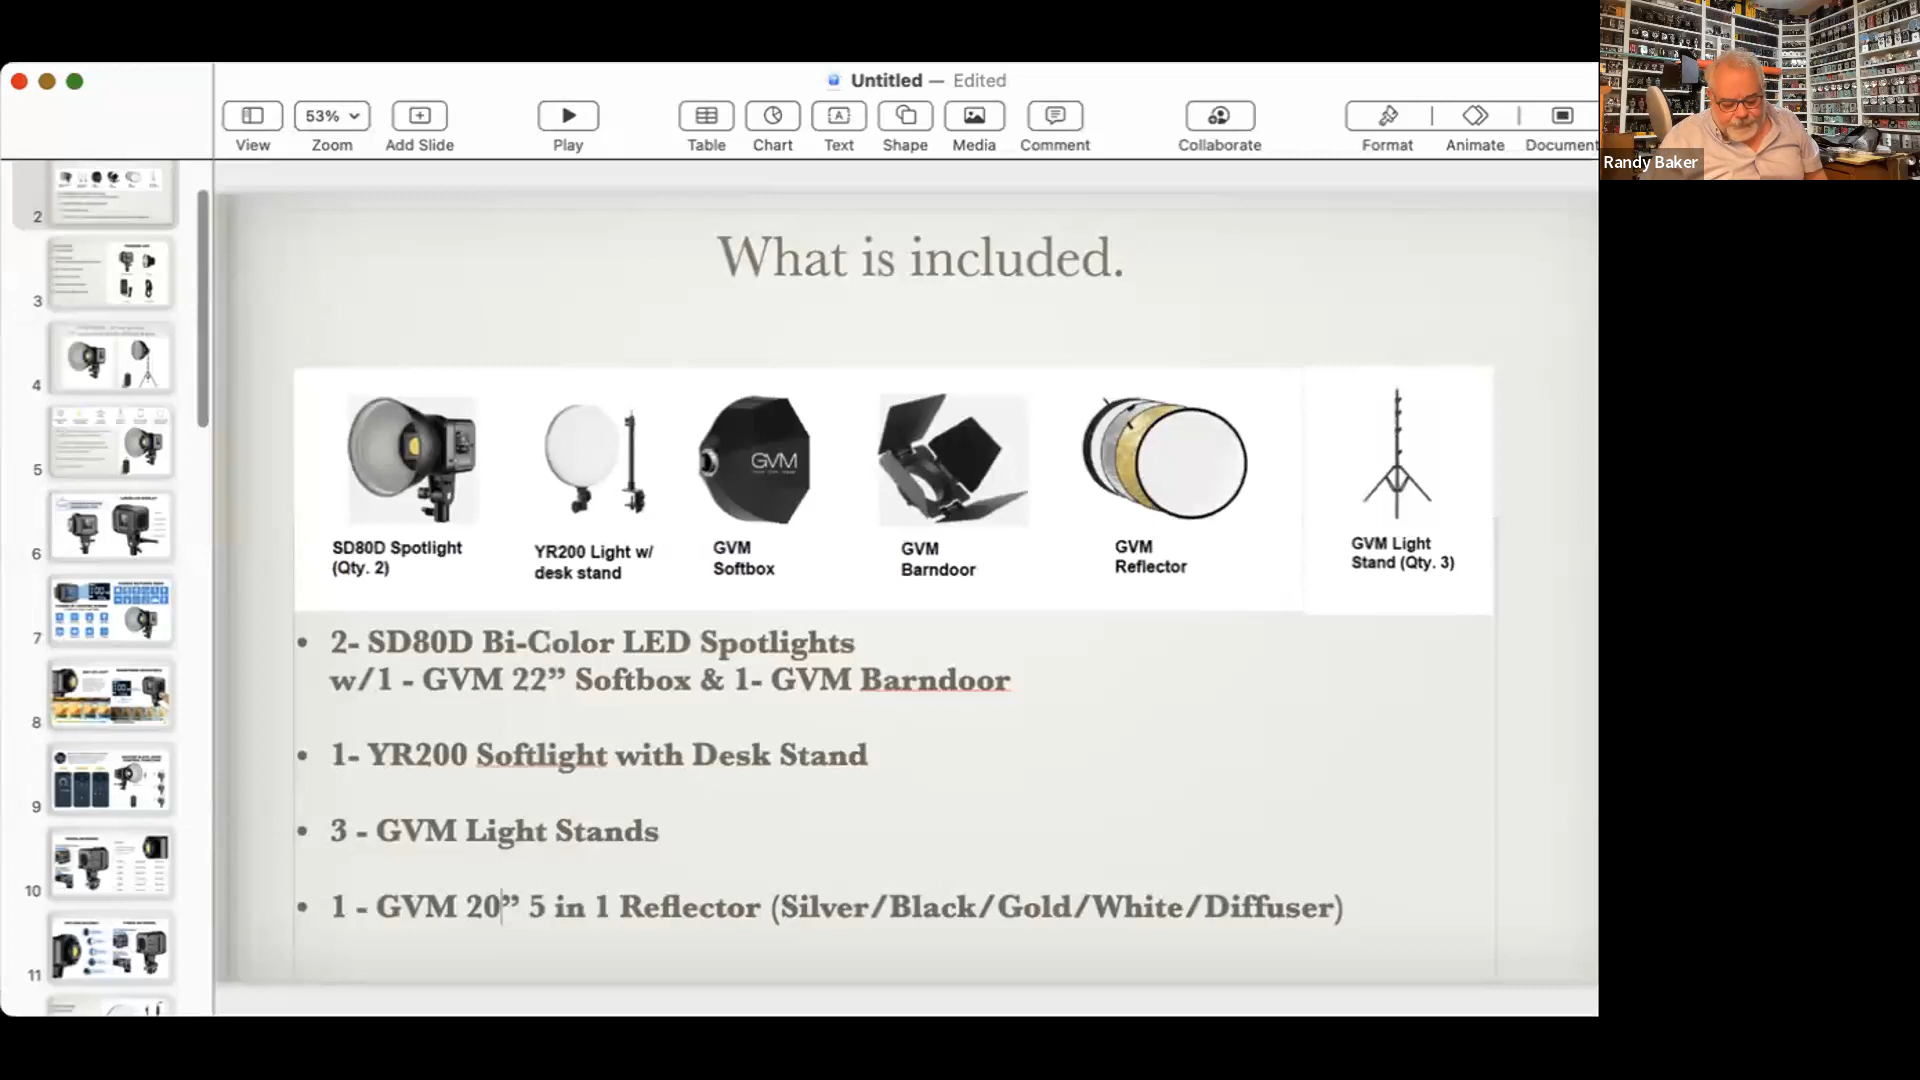 Untitled — Edited
53%
View
Zoom
Add Slide
Play
Table
Chart
Text
Shape
Media
Comment
Collaborate
Format
Animate
Document
Randy Baker
2
3
4
5
6
7
8
9
10
11
What is included.
GVM
SD80D Spotlight
(Qty. 2)
YR200 Light w/
desk stand
GVM
Softbox
GVM
Barndoor
GVM
Reflector
GVM Light
Stand (Qty. 3)
• 2- SD80D Bi-Color LED Spotlights
w/1 - GVM 22” Softbox & 1- GVM Barndoor
• 1- YR200 Softlight with Desk Stand
• 3 - GVM Light Stands
• 1 - GVM 20” 5 in 1 Reflector (Silver/Black/Gold/White/Diffuser)